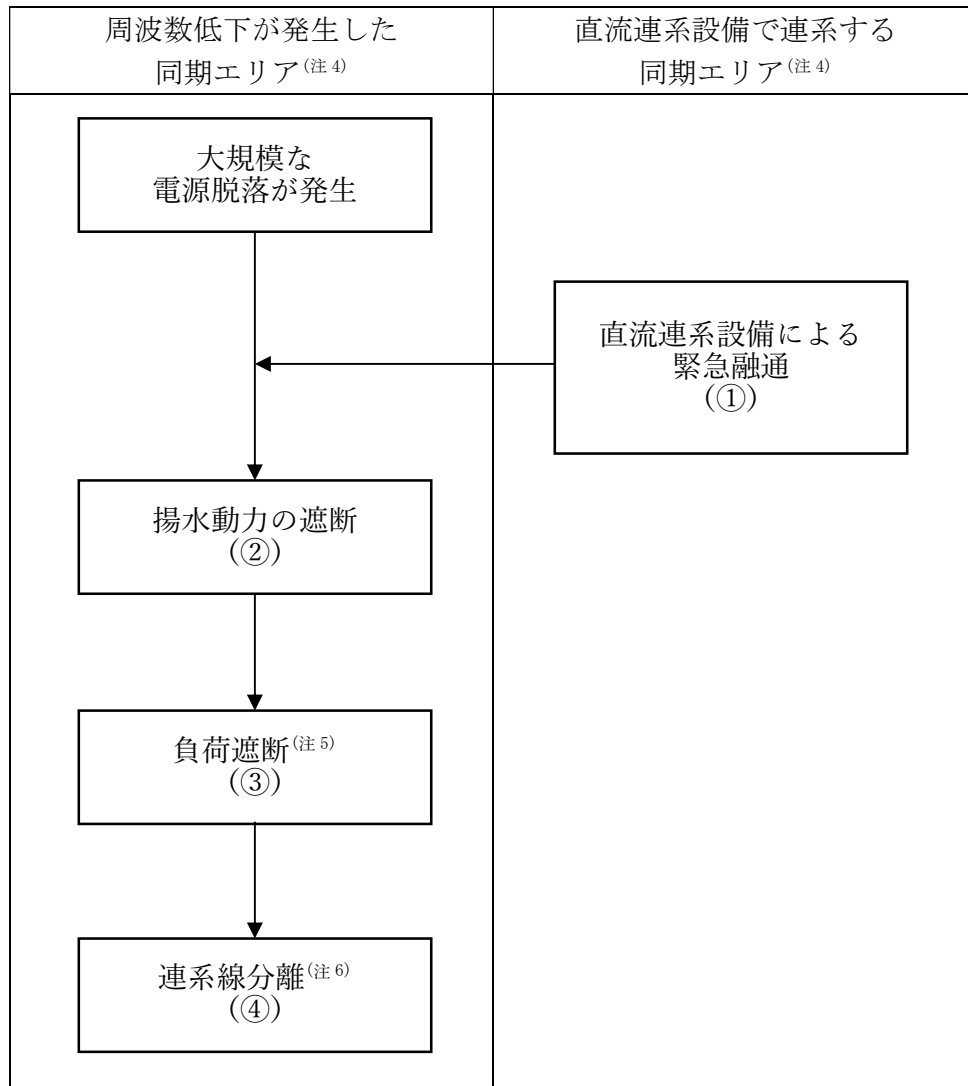 周波数低下が発生した
同期エリア(注4)
直流連系設備で連系する
同期エリア(注4)
大規模な
電源脱落が発生
直流連系設備による
緊急融通
(①)
揚水動力の遮断
(②)
負荷遮断(注5)
(③)
連系線分離(注6)
(④)